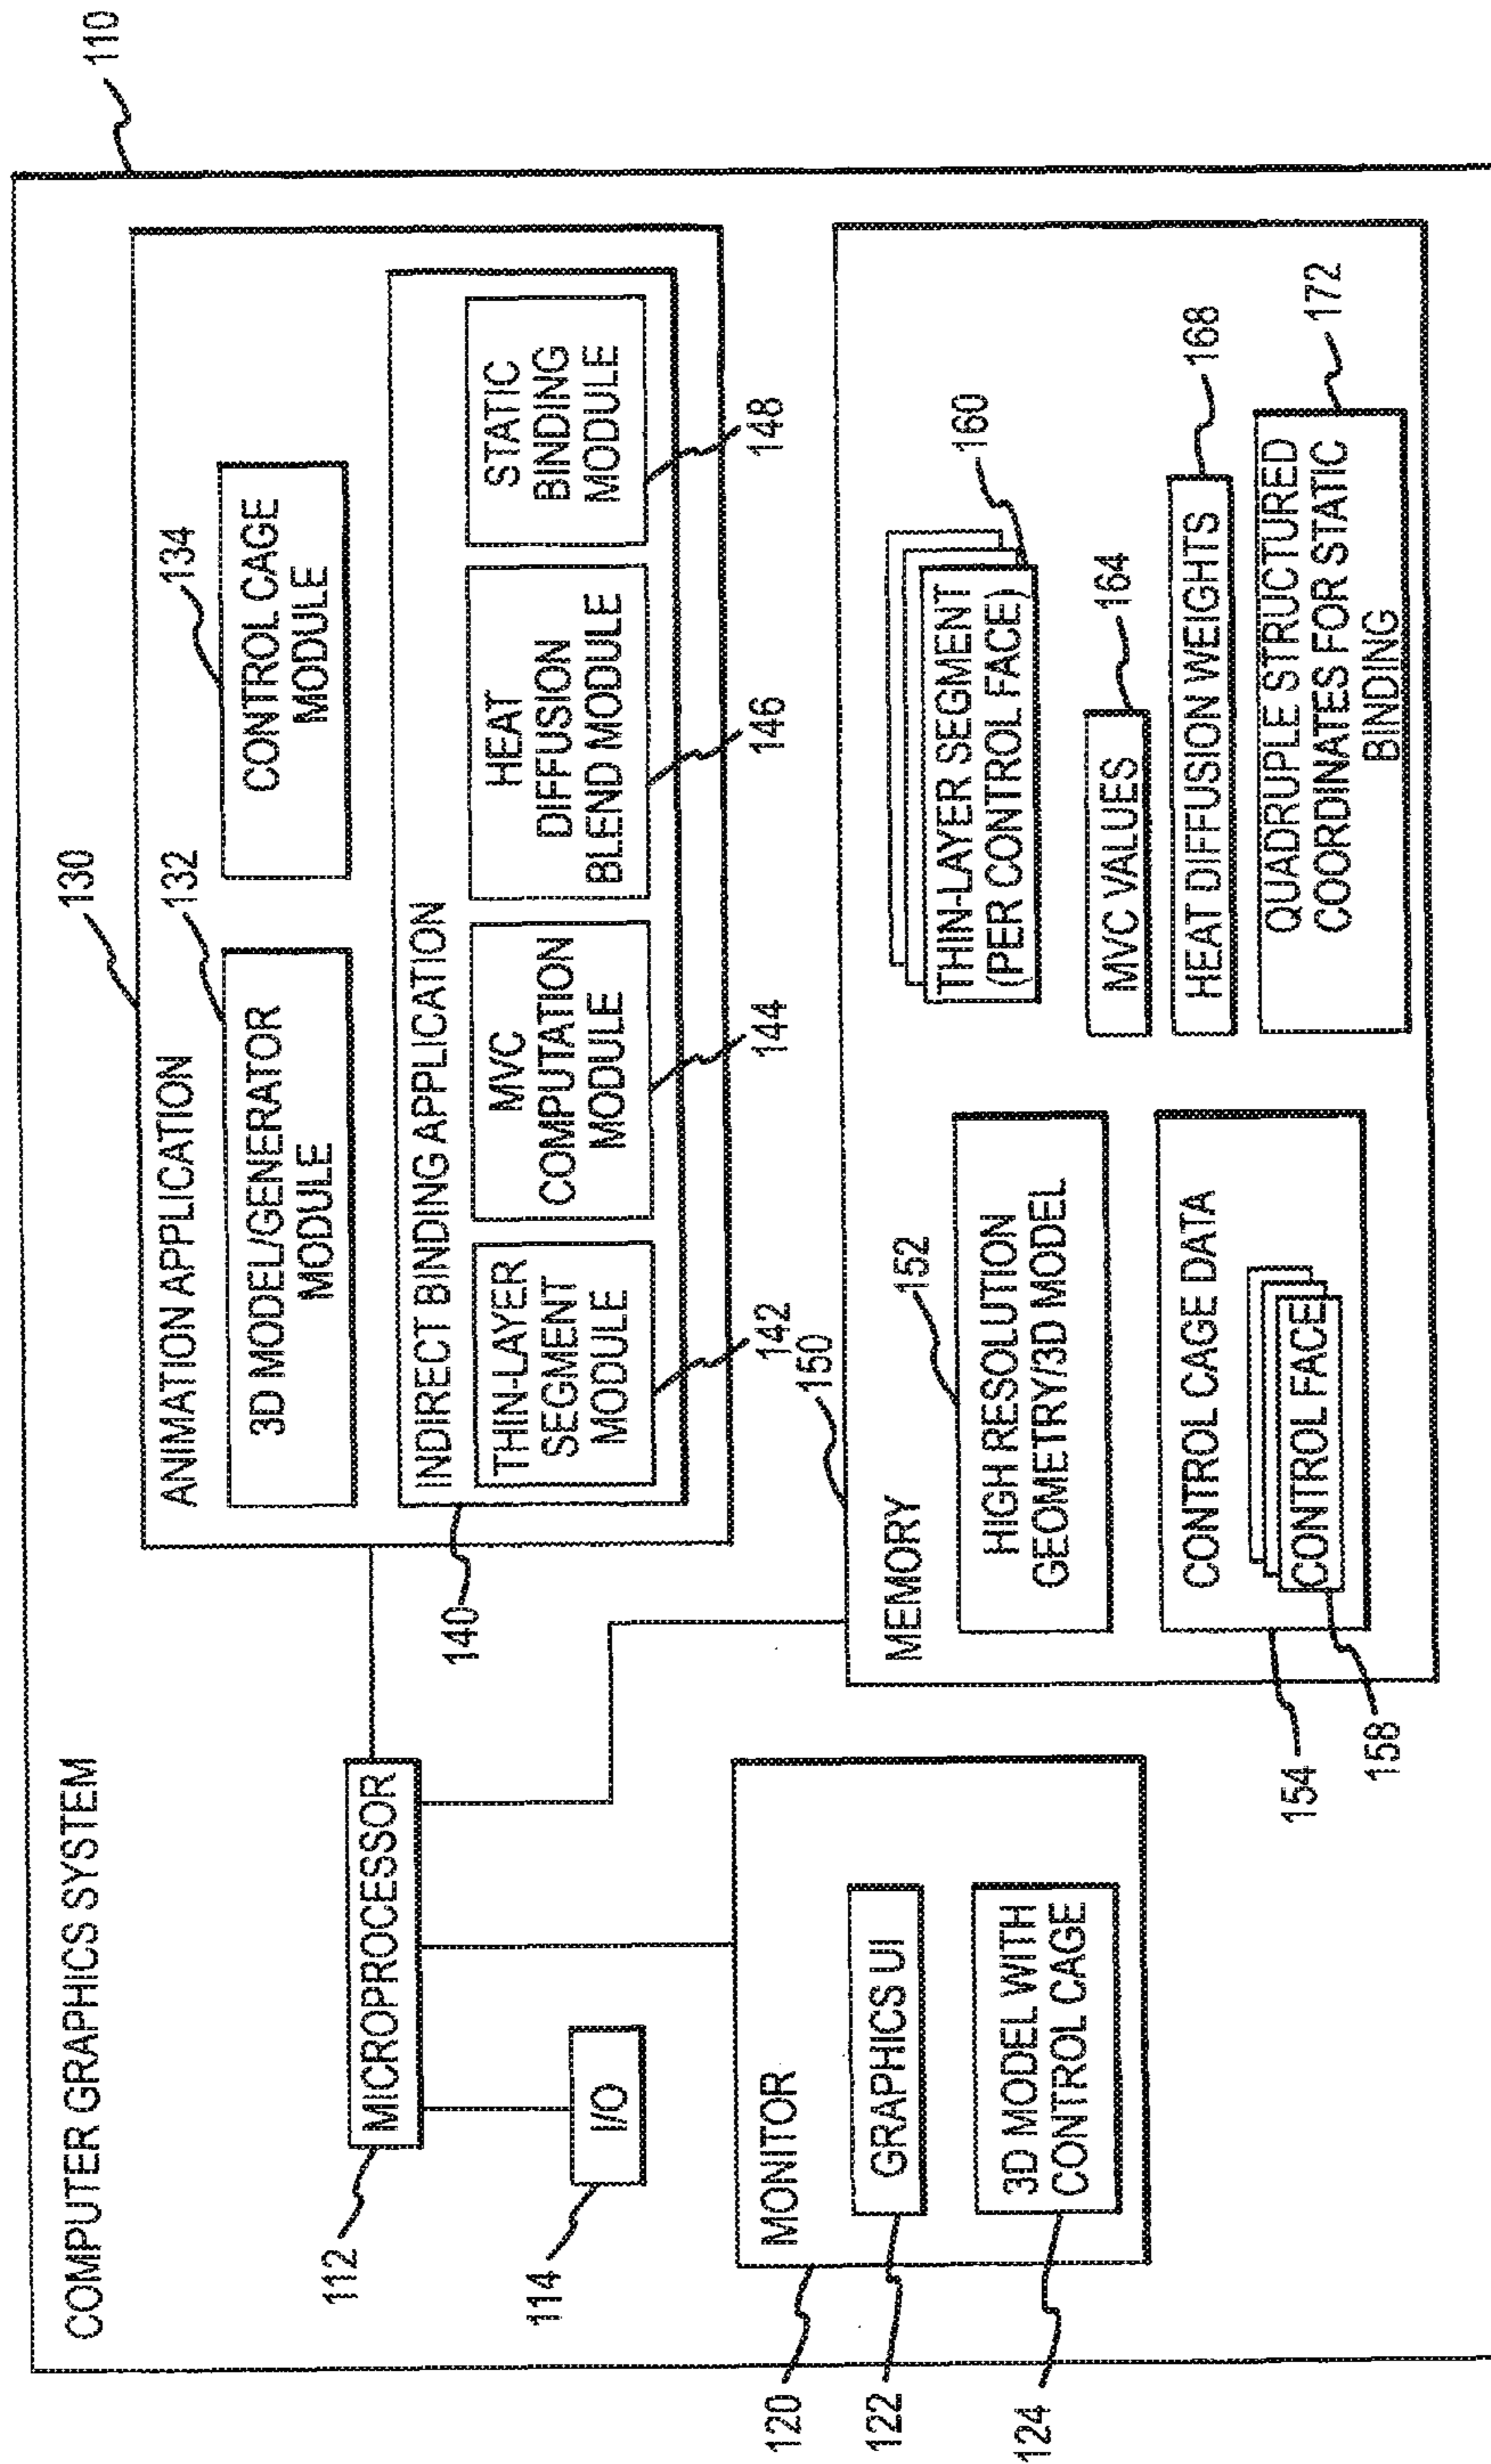 110
COMPUTER GRAPHICS SYSTEM
130
ANIMATION APPLICATION
132
3D MODEL/GENERATOR
MODULE
134
CONTROL CAGE
MODULE
140
INDIRECT BINDING APPLICATION
THIN-LAYER
SEGMENT
MODULE
142
MVC
COMPUTATION
MODULE
144
HEAT
DIFFUSION
BLEND MODULE
146
STATIC
BINDING
MODULE
148
112
MICROPROCESSOR
114
I/O
120
MONITOR
122
GRAPHICS UI
124
3D MODEL WITH
CONTROL CAGE
150
MEMORY
152
HIGH RESOLUTION
GEOMETRY/3D MODEL
154
CONTROL CAGE DATA
CONTROL FACE
158
THIN-LAYER SEGMENT
(PER CONTROL FACE)
160
MVC VALUES
164
HEAT DIFFUSION WEIGHTS
168
QUADRUPLE STRUCTURED
COORDINATES FOR STATIC
BINDING
172